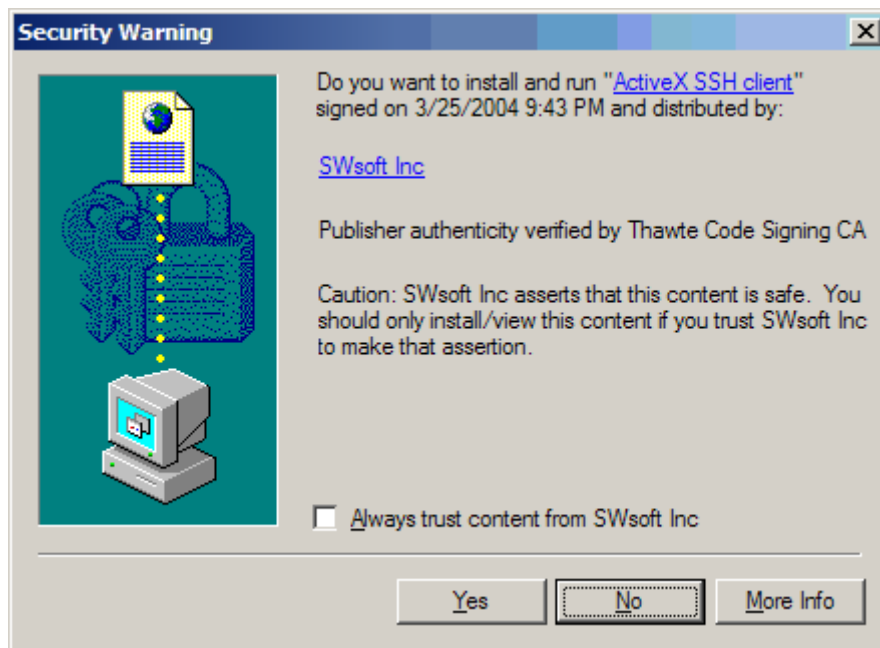 Security Warning
Do you want to install and run "ActiveX SSH client"
signed on 3/25/2004 9:43 PM and distributed by:
SWsoft Inc
Publisher authenticity verified by Thawte Code Signing CA
Caution: SWsoft Inc asserts that this content is safe. You
should only install/view this content if you trust SWsoft Inc
to make that assertion.
Always trust content from SWsoft Inc
Yes
No
More Info